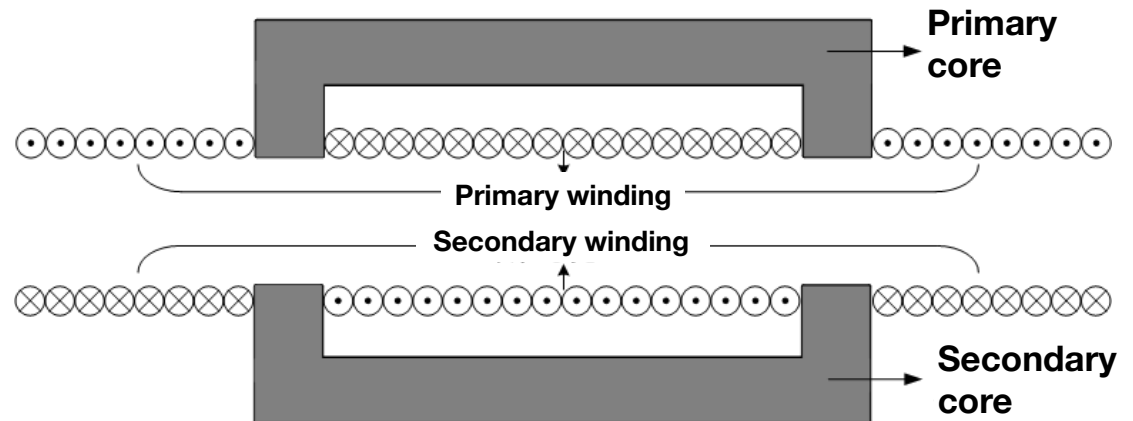 Primary
core
Primary winding
Secondary winding
Secondary
core